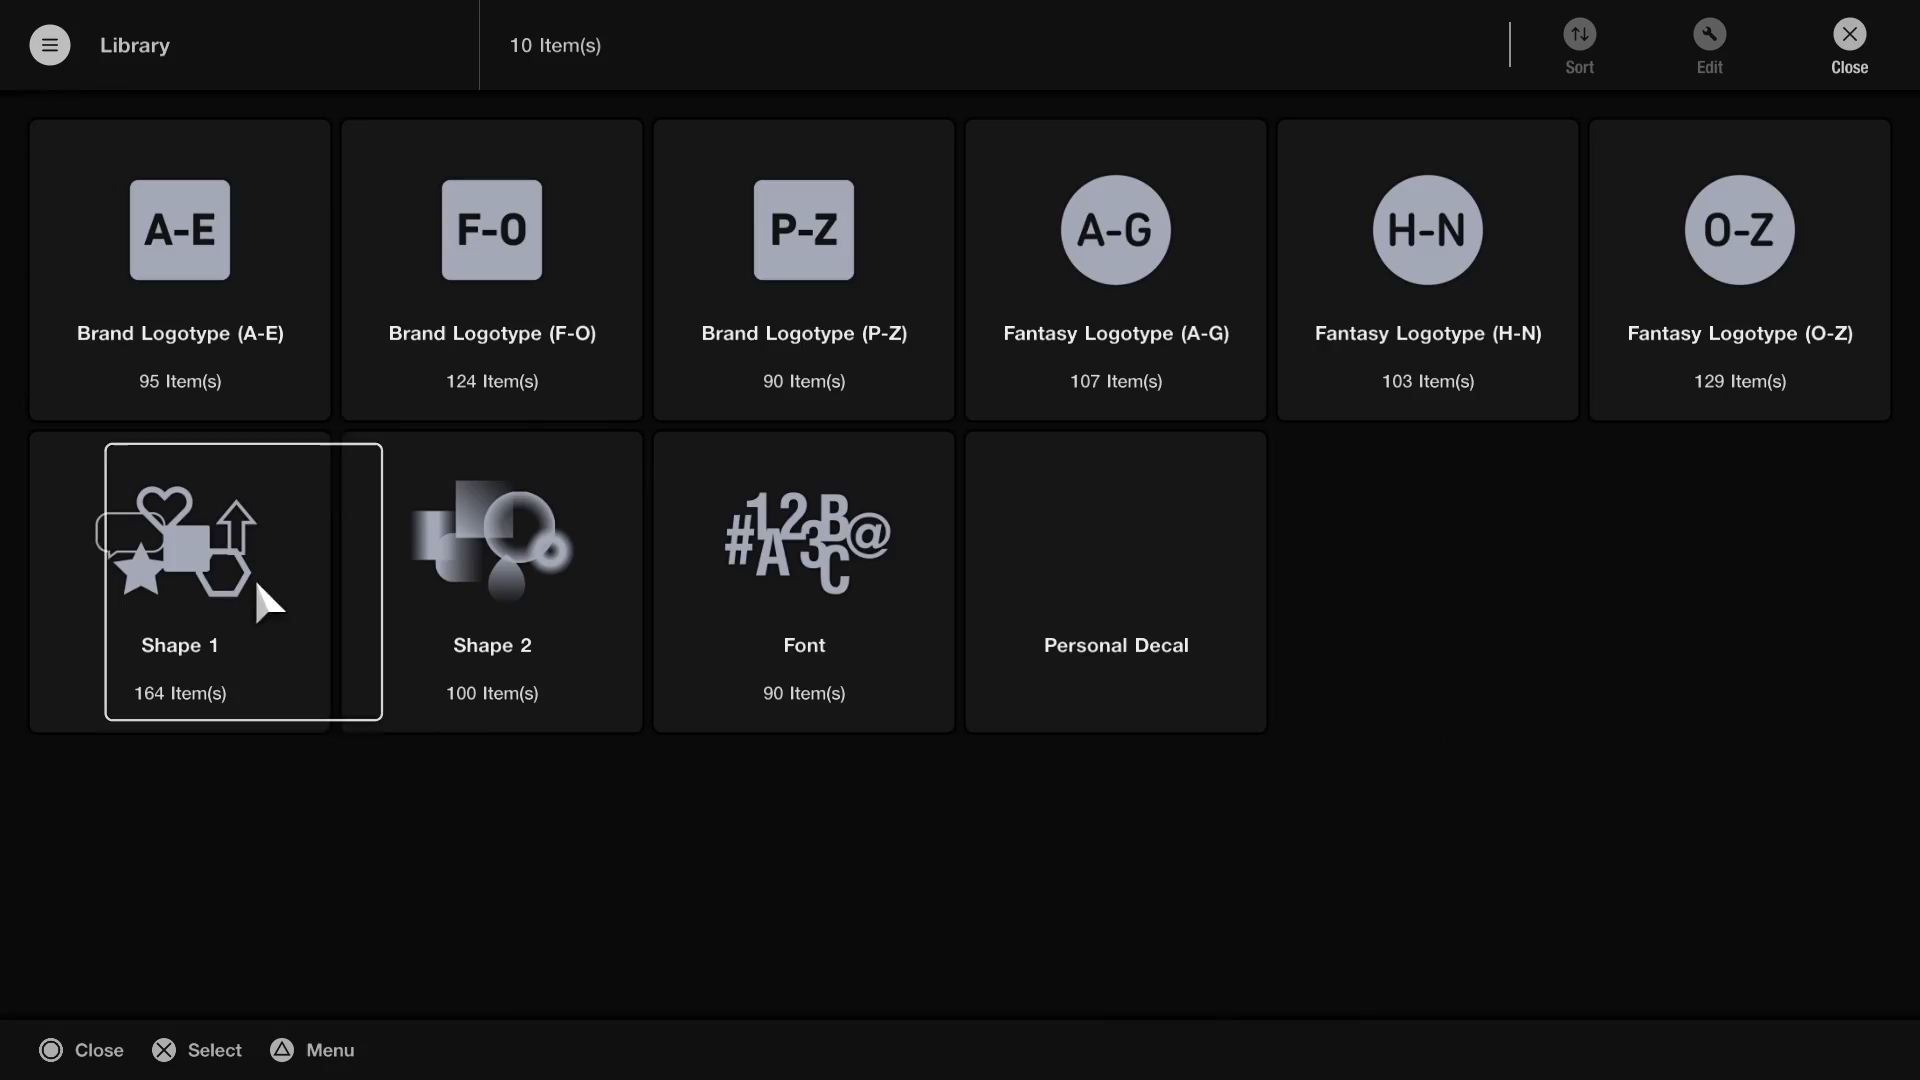 Library
10 Item(s)
Sort
Edit
Close
A-E
F-O
P-Z
A-G
H-N
O-Z
Brand Logotype (A-E)
Brand Logotype (F-O)
Brand Logotype (P-Z)
Fantasy Logotype (A-G)
Fantasy Logotype (H-N)
Fantasy Logotype (O-Z)
95 Item(s)
124 Item(s)
90 Item(s)
107 Item(s)
103 Item(s)
129 Item(s)
#12B@
A3C
Shape 1
Shape 2
Font
Personal Decal
164 Item(s)
100 Item(s)
90 Item(s)
Close
Select
Menu